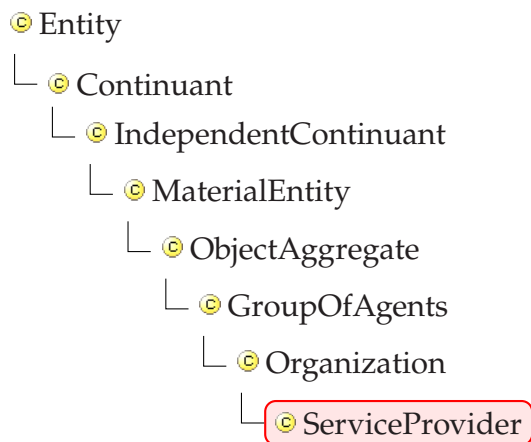 © Entity
© Continuant
© IndependentContinuant
© MaterialEntity
© ObjectAggregate
© GroupOfAgents
© Organization
© ServiceProvider